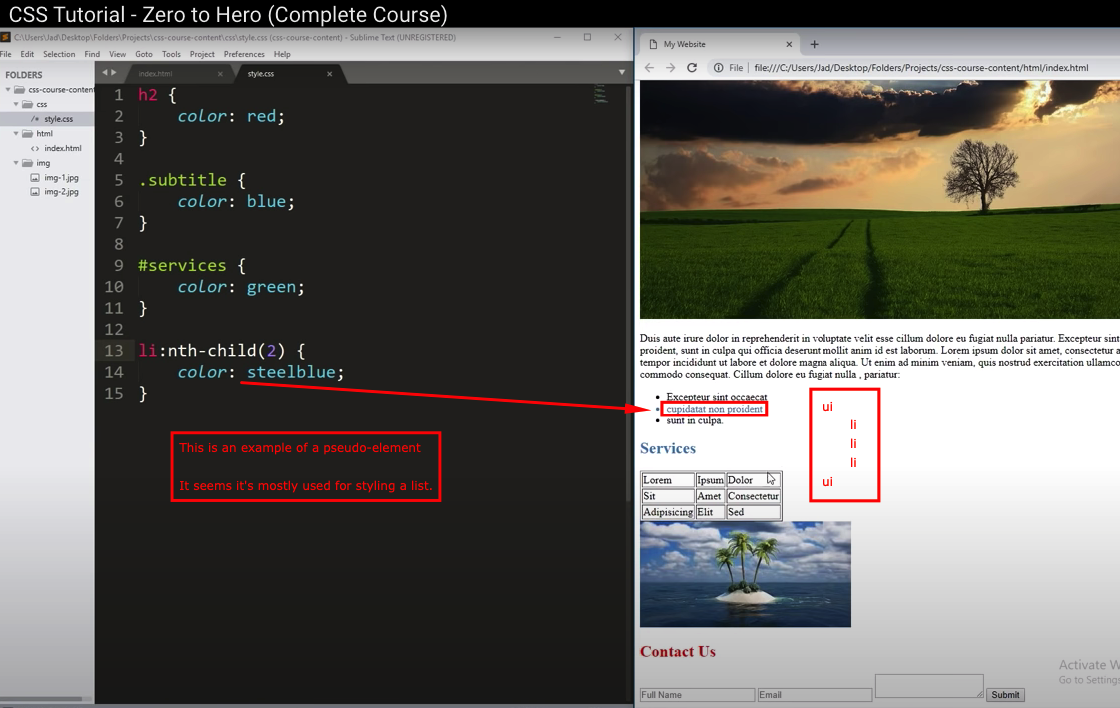 CSS Tutorial - Zero to Hero (Complete Course)
C:\Users\Jad\Desktop\Folders\Projects\css-course-content\css\style.css (css-course-content) - Sublime Text (UNREGISTERED)
File Edit Selection Find View Goto Tools Project Preferences Help
FOLDERS
css-course-content
css
/* style.css
html
<> index.html
img
img-1.jpg
img-2.jpg
index.html
style.css
1 h2 {
2 color: red;
3 }
4
5 .subtitle {
6 color: blue;
7 }
8
9 #services {
10 color: green;
11 }
12
13 li:nth-child(2) {
14 color: steelblue;
15 }
This is an example of a pseudo-element
It seems it's mostly used for styling a list.
My Website
File file:///C:/Users/Jad/Desktop/Folders/Projects/css-course-content/html/index.html
Duis aute irure dolor in reprehenderit in voluptate velit esse cillum dolore eu fugiat nulla pariatur. Excepteur sint
proident, sunt in culpa qui officia deserunt mollit anim id est laborum. Lorem ipsum dolor sit amet, consectetur a
tempor incididunt ut labore et dolore magna aliqua. Ut enim ad minim veniam, quis nostrud exercitation ullamco
commodo consequat. Cillum dolore eu fugiat nulla , pariatur:
Excepteur sint occaecat
cupidatat non proident
sunt in culpa.
ui
li
li
li
ui
Services
Lorem Ipsum Dolor
Sit Amet Consectetur
Adipisicing Elit Sed
Contact Us
Full Name Email Submit
Activate W
Go to Settings